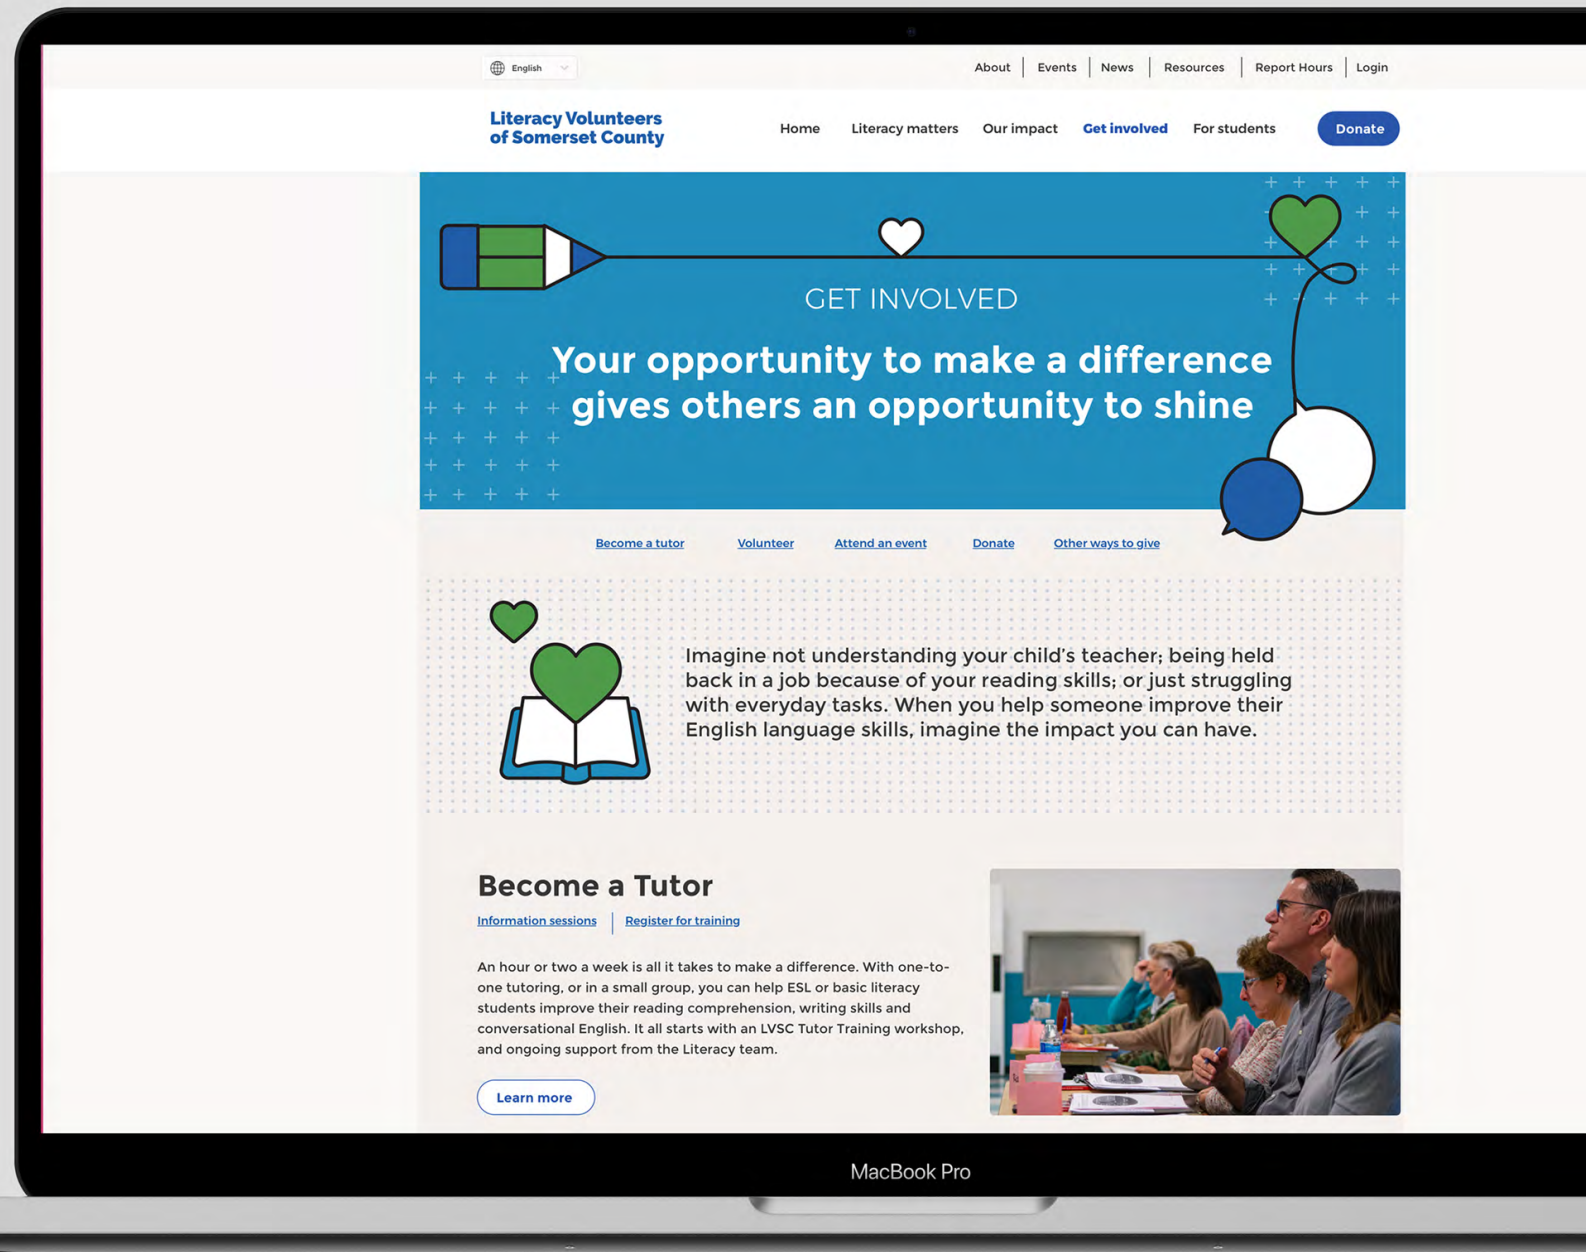 English
About
Events
News
Resources
Report Hours
Login
Literacy Volunteers
of Somerset County
Home
Literacy matters
Our impact
Get involved
For students
Donate
GET INVOLVED
Your opportunity to make a difference
gives others an opportunity to shine
Become a tutor
Volunteer
Attend an event
Donate
Other ways to give
Imagine not understanding your child's teacher; being held
back in a job because of your reading skills; or just struggling
with everyday tasks. When you help someone improve their
English language skills, imagine the impact you can have.
Become a Tutor
Information sessions
Register for training
An hour or two a week is all it takes to make a difference. With one-to-
one tutoring, or in a small group, you can help ESL or basic literacy
students improve their reading comprehension, writing skills and
conversational English. It all starts with an LVSC Tutor Training workshop,
and ongoing support from the Literacy team.
Learn more
MacBook Pro